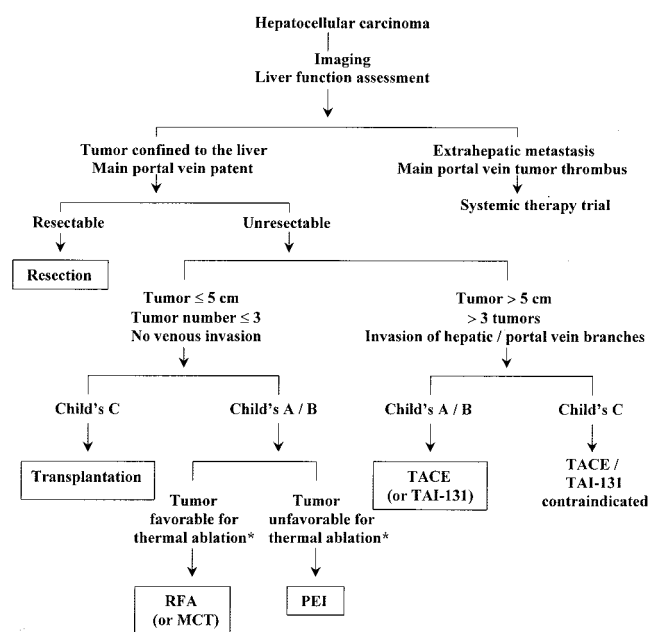 Hepatocellular carcinoma
Imaging
Liver function assessment
Tumor confined to the liver
Main portal vein patent
Extrahepatic metastasis
Main portal vein tumor thrombus
Systemic therapy trial
Resectable
Unresectable
Resection
Tumor ≤ 5 cm
Tumor number ≤ 3
No venous invasion
Tumor > 5 cm
> 3 tumors
Invasion of hepatic / portal vein branches
Child's C
Child's A / B
Child's A / B
Child's C
Transplantation
TACE
(or TAI-131)
TACE /
TAI-131
contraindicated
Tumor
favorable for
thermal ablation*
Tumor
unfavorable for
thermal ablation*
RFA
(or MCT)
PEI